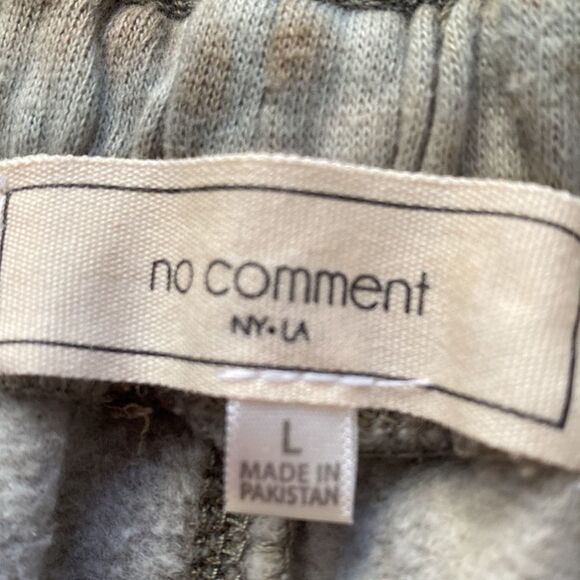 no comment
NY•LA
L
MADE IN
PAKISTAN